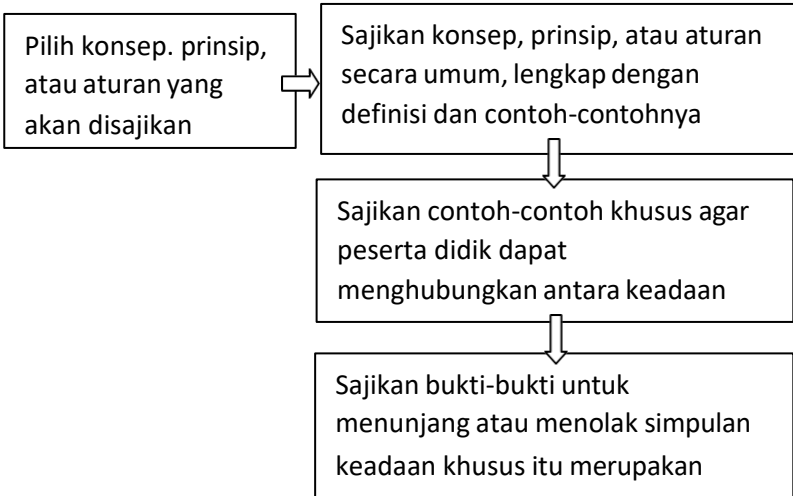 Pilih konsep. prinsip,
atau aturan yang
akan disajikan
Sajikan konsep, prinsip, atau aturan
secara umum, lengkap dengan
definisi dan contoh-contohnya
Sajikan contoh-contoh khusus agar
peserta didik dapat
menghubungkan antara keadaan
Sajikan bukti-bukti untuk
menunjang atau menolak simpulan
keadaan khusus itu merupakan